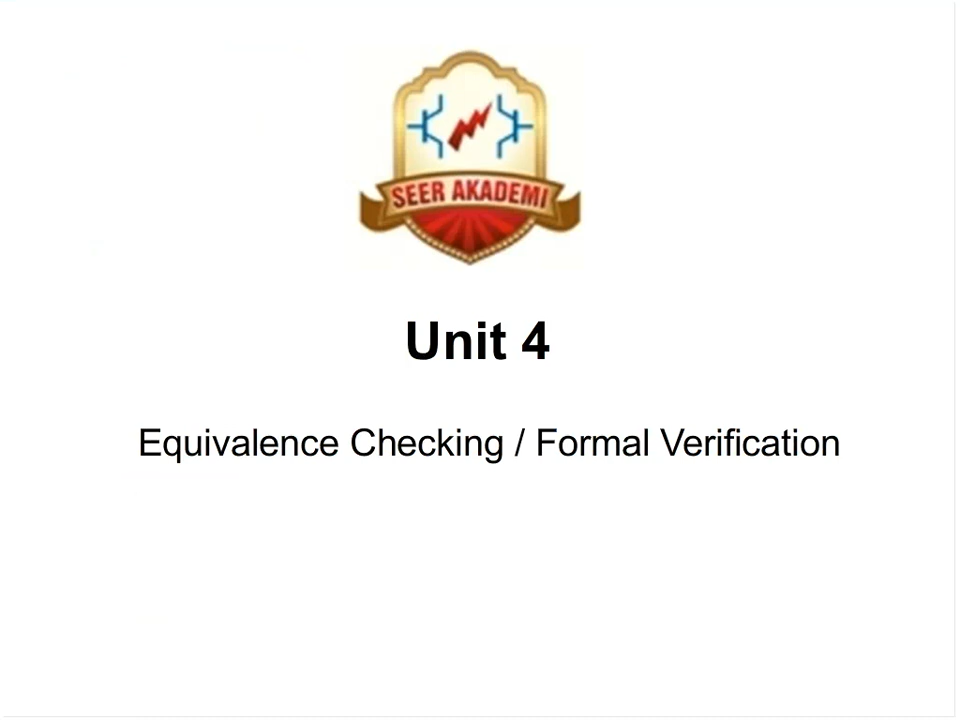 SEER AKADEMI
Unit 4
Equivalence Checking / Formal Verification